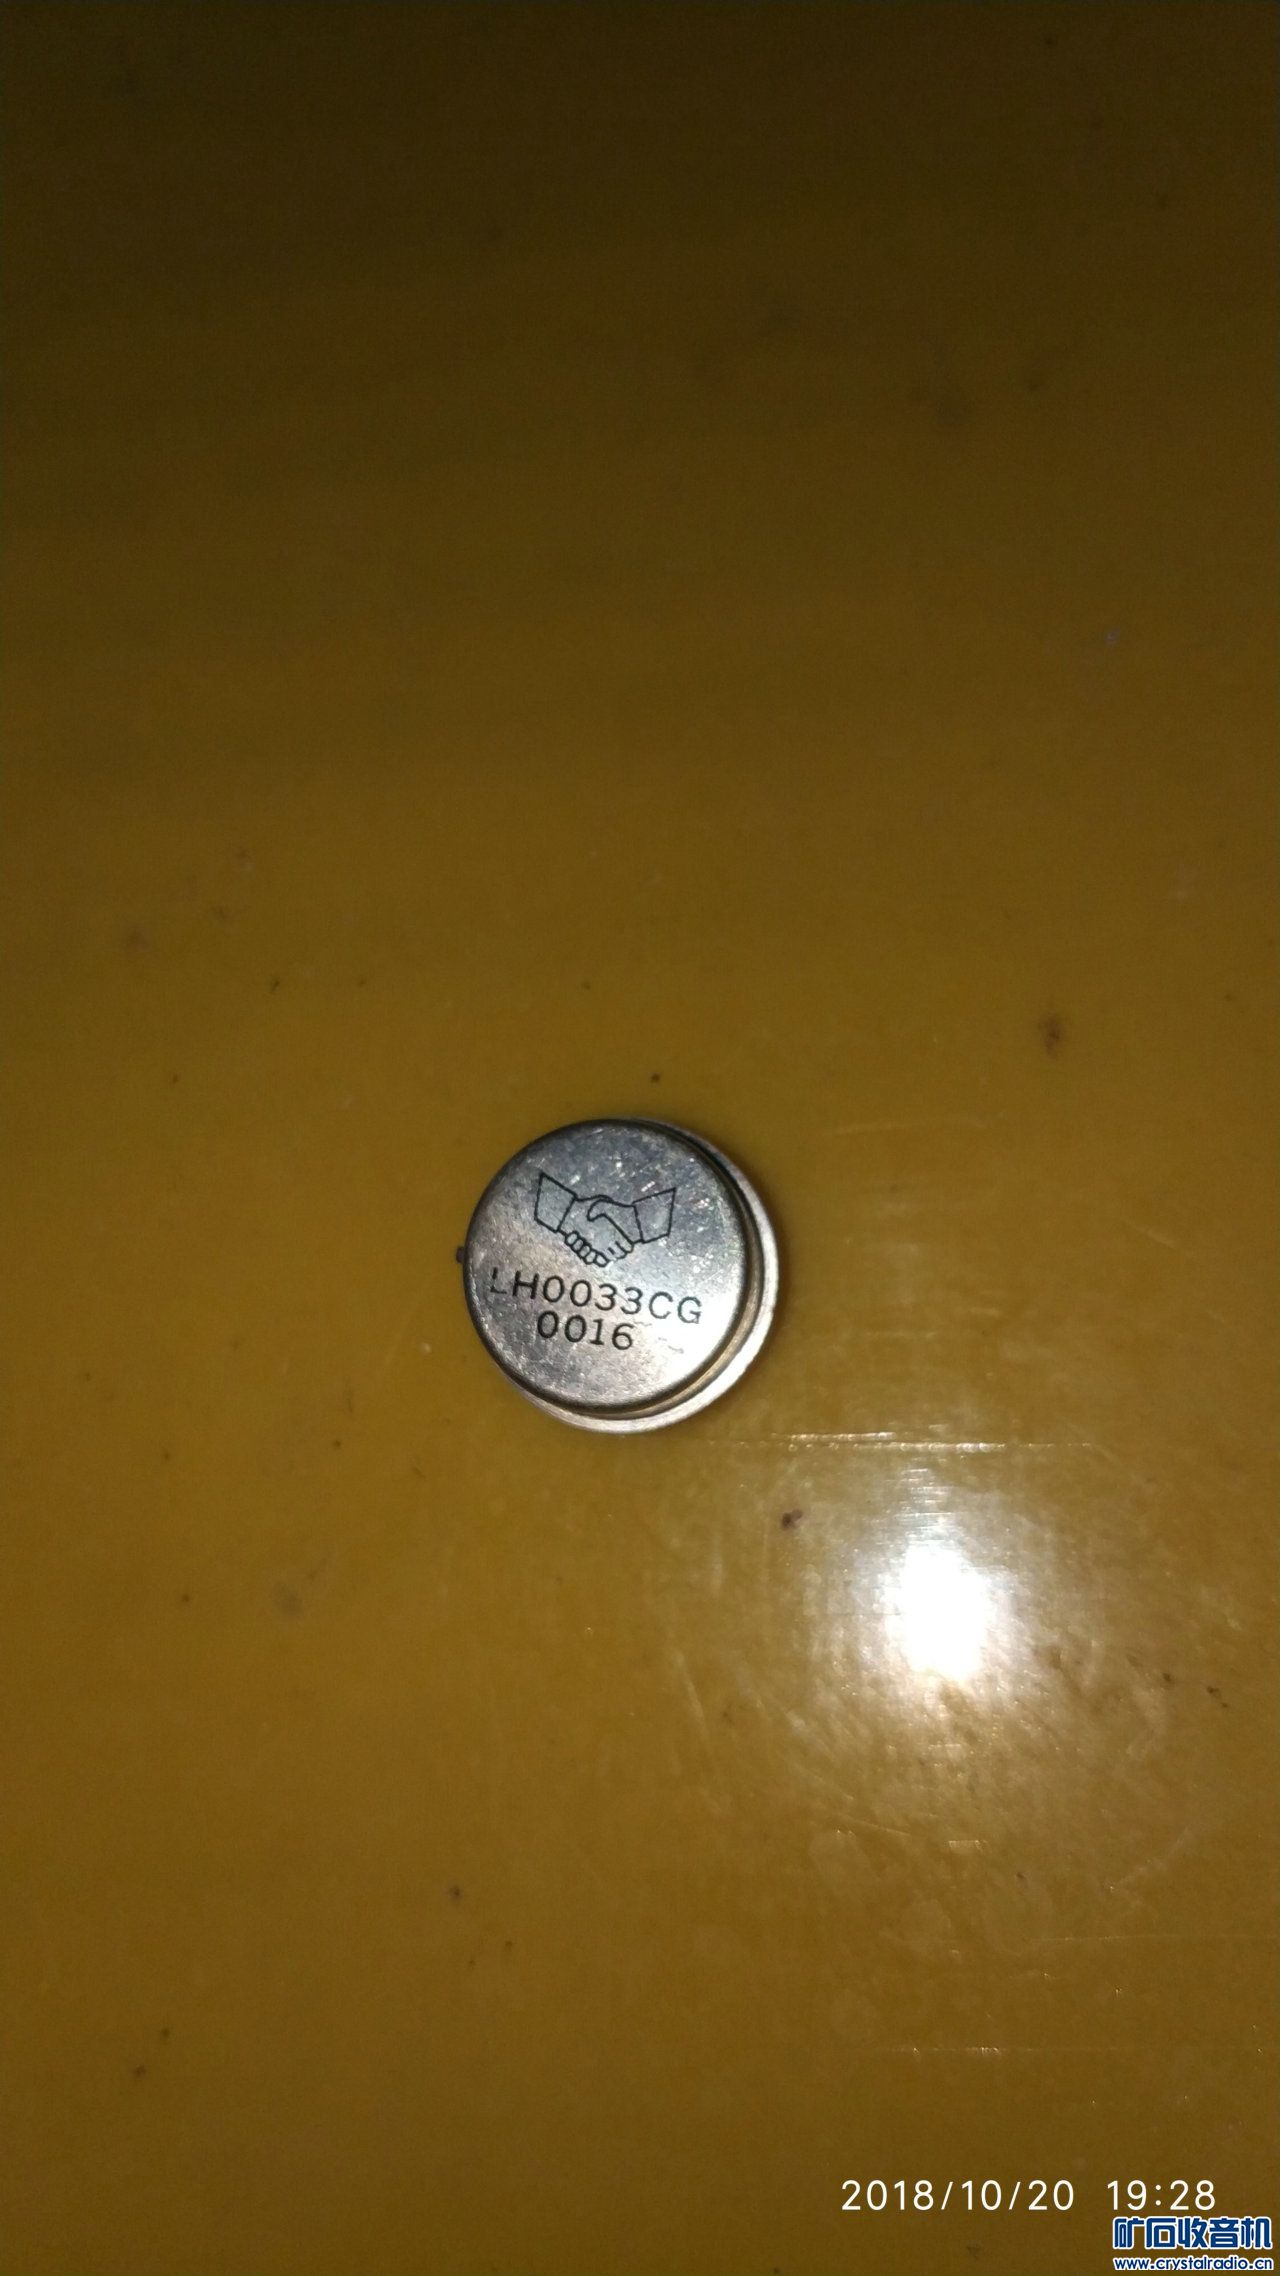 LH0033CG
0016
2018/10/20 19:28
矿石收音机
www.crystalradio.cn